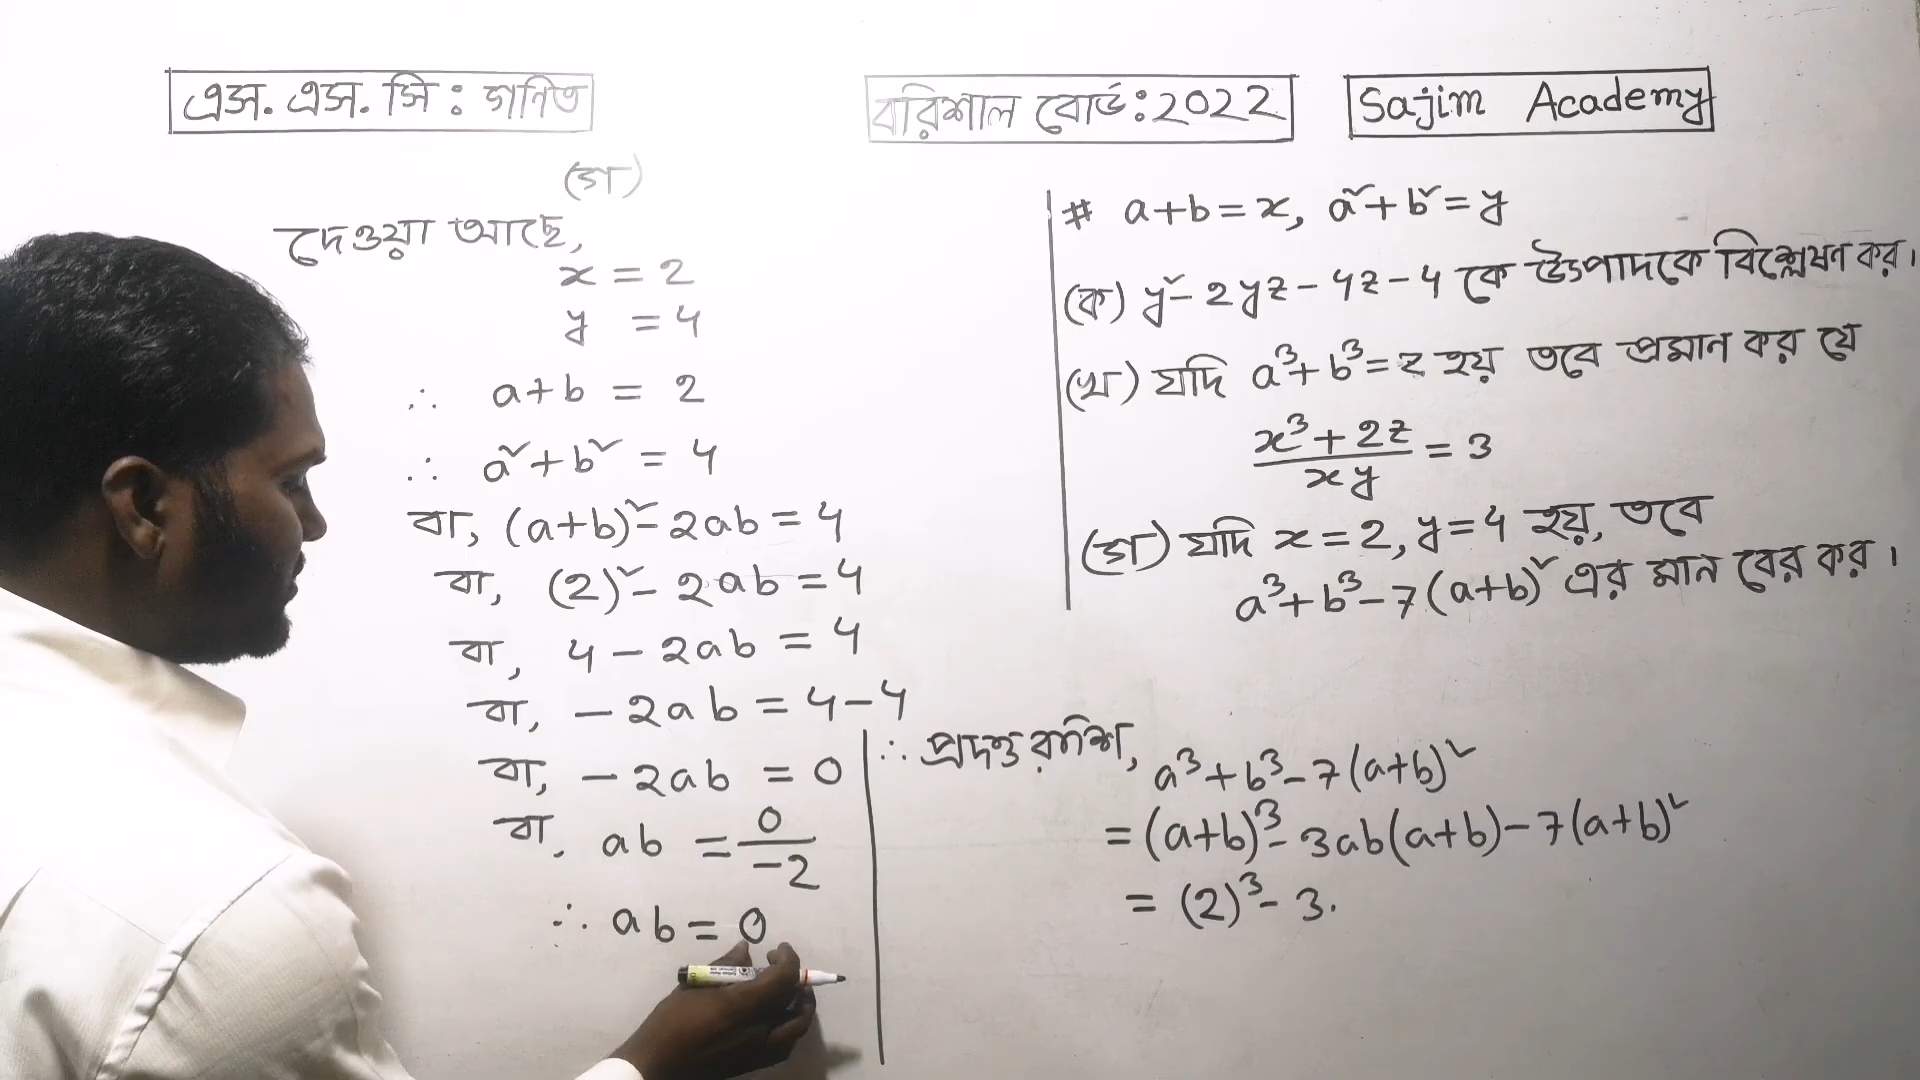 এস. এস. সি : গণিত
বরিশাল বোর্ড:2022
Sajim Academy
(গ)
দেওয়া আছে,
x = 2
y = 4
∴ a+b = 2
∴ a²+b² = 4
বা, (a+b)²-2ab = 4
বা, (2)²-2ab = 4
বা, 4-2ab = 4
বা, -2ab = 4-4
বা, -2ab = 0
বা, ab = 0/-2
∴ ab = 0
# a+b=x, a²+b²=y
(ক) y²-2yz-4z-4 কে উৎপাদকে বিশ্লেষণ কর।
(খ) যদি a³+b³=z হয় তবে প্রমান কর যে
x³+2z/xy = 3
(গ) যদি x=2, y=4 হয়, তবে
a³+b³-7(a+b)² এর মান বের কর।
∴ প্রদত্ত রাশি, a³+b³-7(a+b)²
=(a+b)³-3ab(a+b)-7(a+b)²
= (2)³-3.